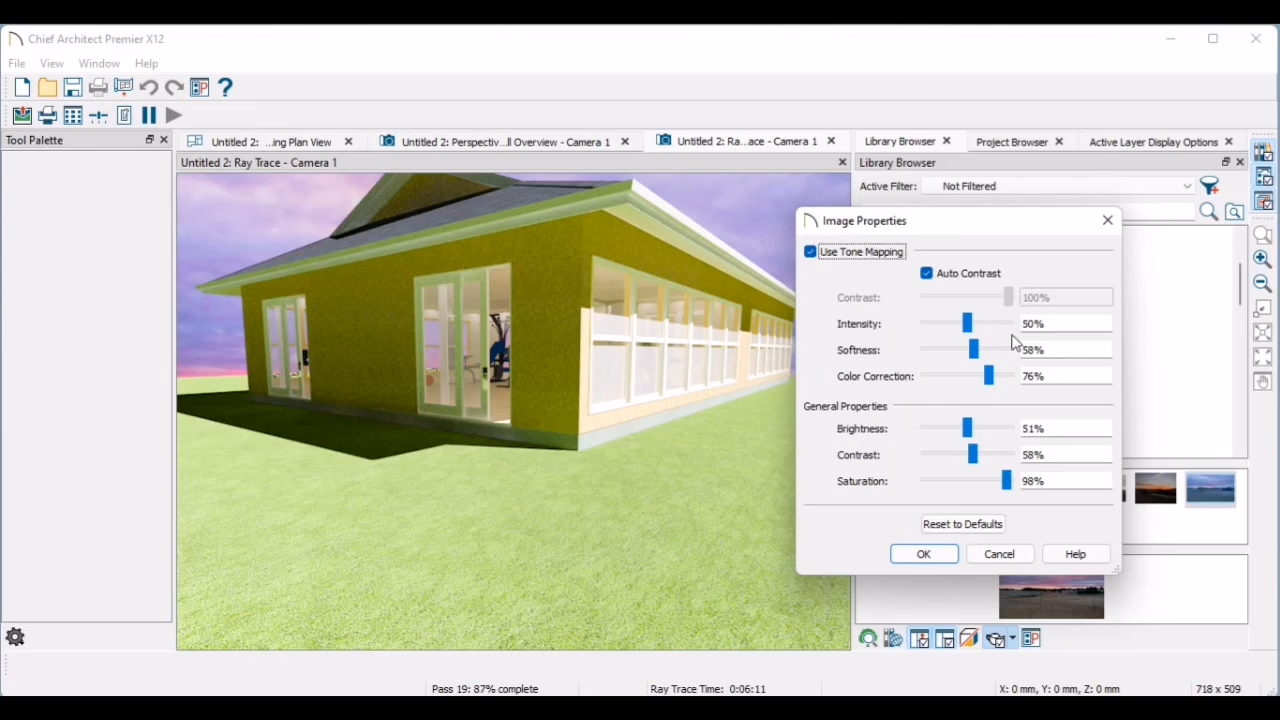 Chief Architect Premier X12
File View Window Help
Tool Palette
Untitled 2: ...ing Plan View
Untitled 2: Perspectiv...ll Overview - Camera 1
Untitled 2: Ra...ace - Camera 1
Library Browser
Project Browser
Active Layer Display Options
Untitled 2: Ray Trace - Camera 1
Library Browser
Active Filter: Not Filtered
Image Properties
Use Tone Mapping
Auto Contrast
Contrast: 100%
Intensity: 50%
Softness: 58%
Color Correction: 76%
General Properties
Brightness: 51%
Contrast: 58%
Saturation: 98%
Reset to Defaults
OK Cancel Help
Pass 19: 87% complete
Ray Trace Time: 0:06:11
X: 0 mm, Y: 0 mm, Z: 0 mm
718 x 509